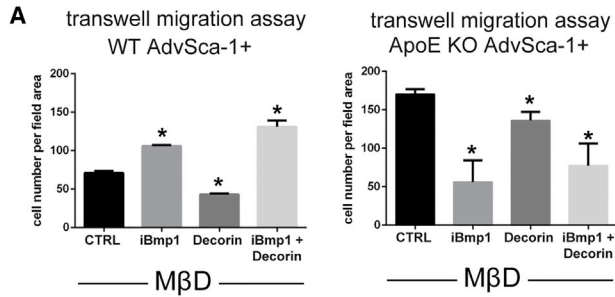 A
transwell migration assay
WT AdvSca-1+
cell number per field area
200
150
100
50
0
*
*
*
CTRL
iBmp1
Decorin
iBmp1 +
Decorin
MβD
transwell migration assay
ApoE KO AdvSca-1+
cell number per field area
200
150
100
50
0
*
*
*
CTRL
iBmp1
Decorin
iBmp1 +
Decorin
MβD